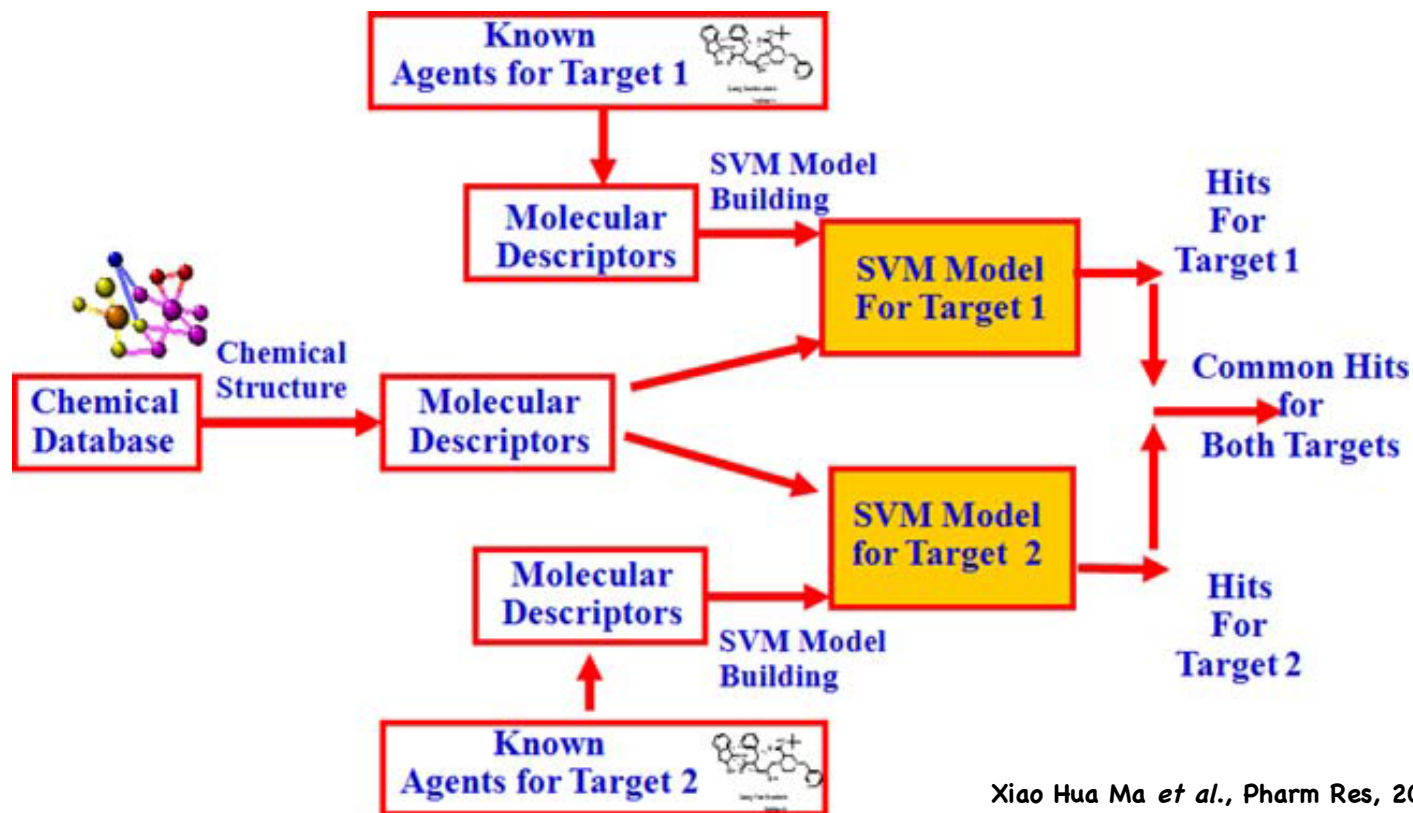 Known
Agents for Target 1
SVM Model
Building
Molecular
Descriptors
Hits
For
Target 1
SVM Model
For Target 1
Chemical
Structure
Chemical
Database
Molecular
Descriptors
Common Hits
for
Both Targets
SVM Model
for Target 2
Molecular
Descriptors
SVM Model
Building
Hits
For
Target 2
Known
Agents for Target 2
Xiao Hua Ma et al., Pharm Res, 20